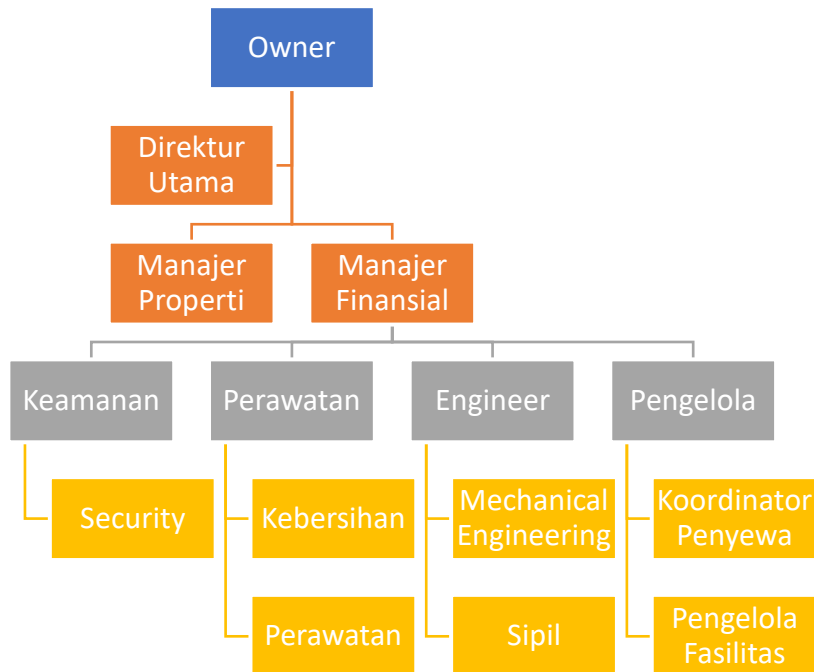 Owner
Direktur
Utama
Manajer
Properti
Manajer
Finansial
Keamanan
Perawatan
Engineer
Pengelola
Security
Kebersihan
Mechanical
Engineering
Koordinator
Penyewa
Perawatan
Sipil
Pengelola
Fasilitas